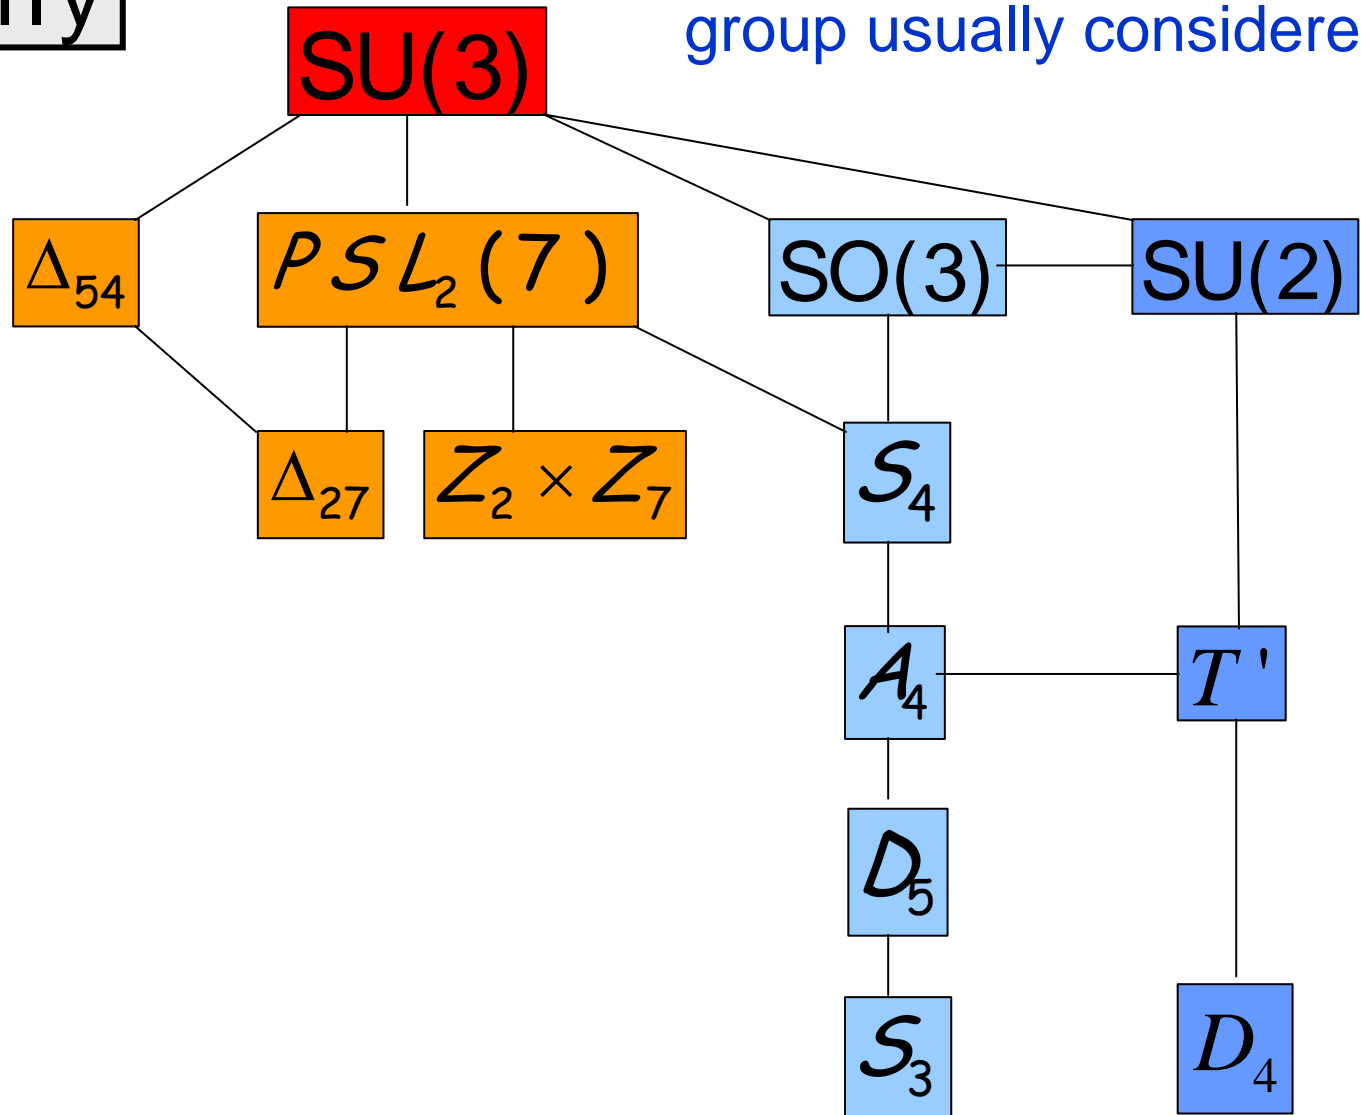 group usually considere
SU(3)
Δ₅₄
PSL₂(7)
SO(3)
SU(2)
Δ₂₇
Z₂ × Z₇
S₄
A₄
T'
D₅
S₃
D₄